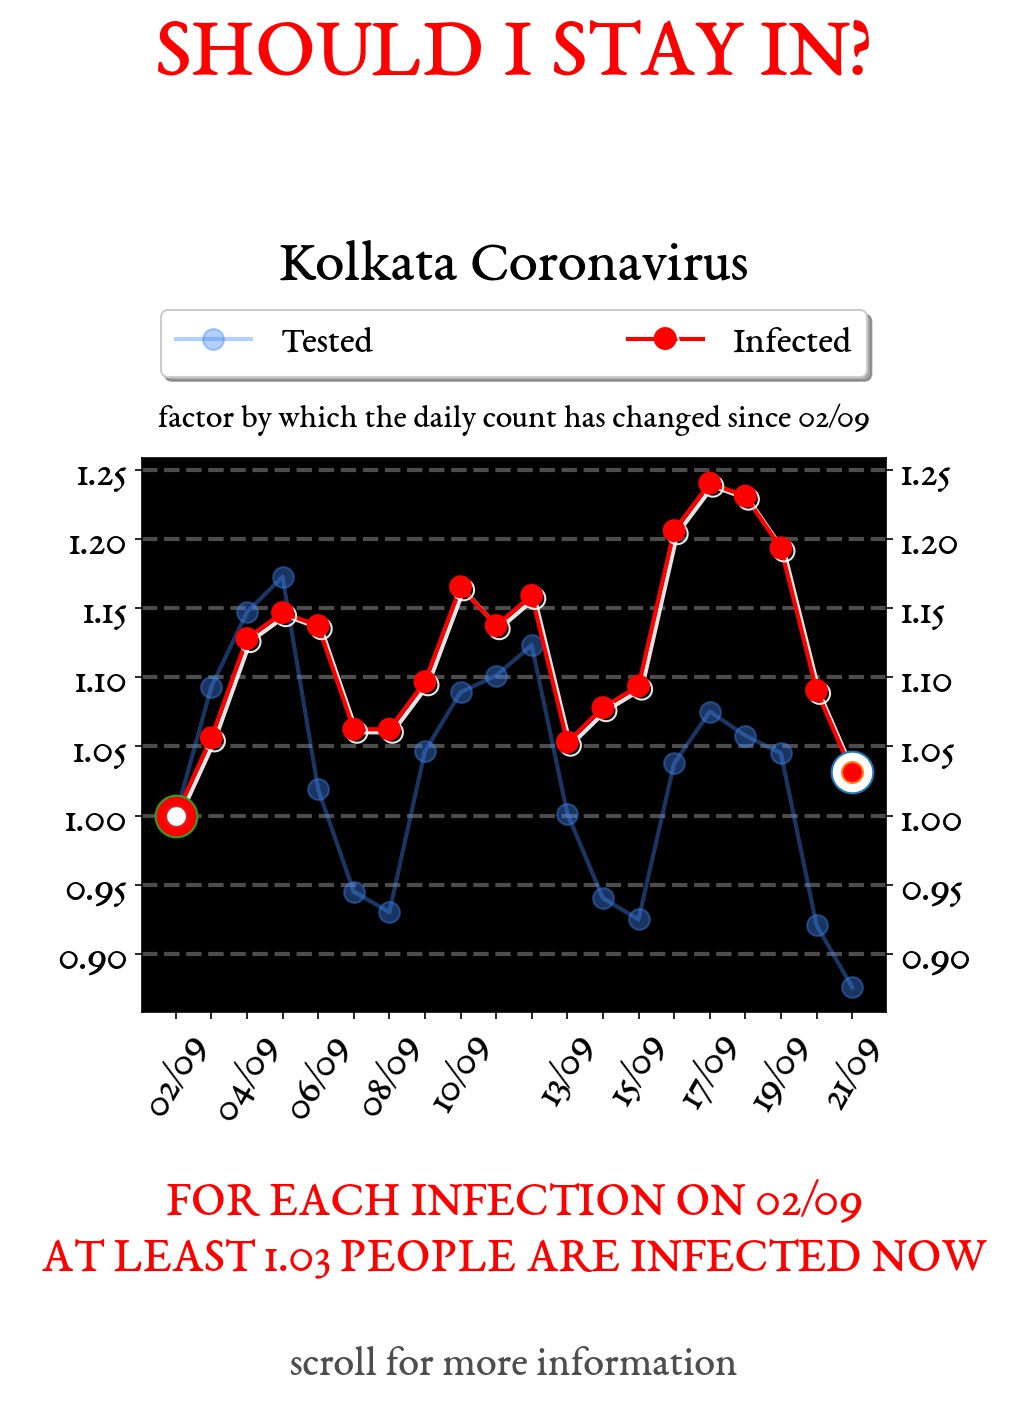 SHOULD I STAY IN?
Kolkata Coronavirus
Tested Infected
factor by which the daily count has changed since 02/09
1.25 1.25
1.20 1.20
1.15 1.15
1.10 1.10
1.05 1.05
1.00 1.00
0.95 0.95
0.90 0.90
02/09 04/09 06/09 08/09 10/09 13/09 15/09 17/09 19/09 21/09
FOR EACH INFECTION ON 02/09
AT LEAST 1.03 PEOPLE ARE INFECTED NOW
scroll for more information